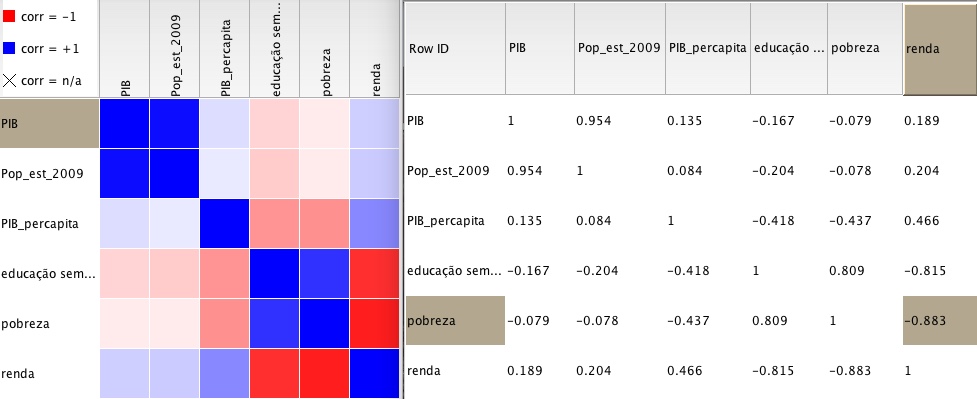 corr = -1
corr = +1
corr = n/a
PIB
Pop_est_2009
PIB_percapita
educação sem...
pobreza
renda
PIB
Pop_est_2009
PIB_percapita
educação sem...
pobreza
renda
Row ID PIB Pop_est_2009 PIB_percapita educação ... pobreza renda
PIB 1 0.954 0.135 -0.167 -0.079 0.189
Pop_est_2009 0.954 1 0.084 -0.204 -0.078 0.204
PIB_percapita 0.135 0.084 1 -0.418 -0.437 0.466
educação sem... -0.167 -0.204 -0.418 1 0.809 -0.815
pobreza -0.079 -0.078 -0.437 0.809 1 -0.883
renda 0.189 0.204 0.466 -0.815 -0.883 1